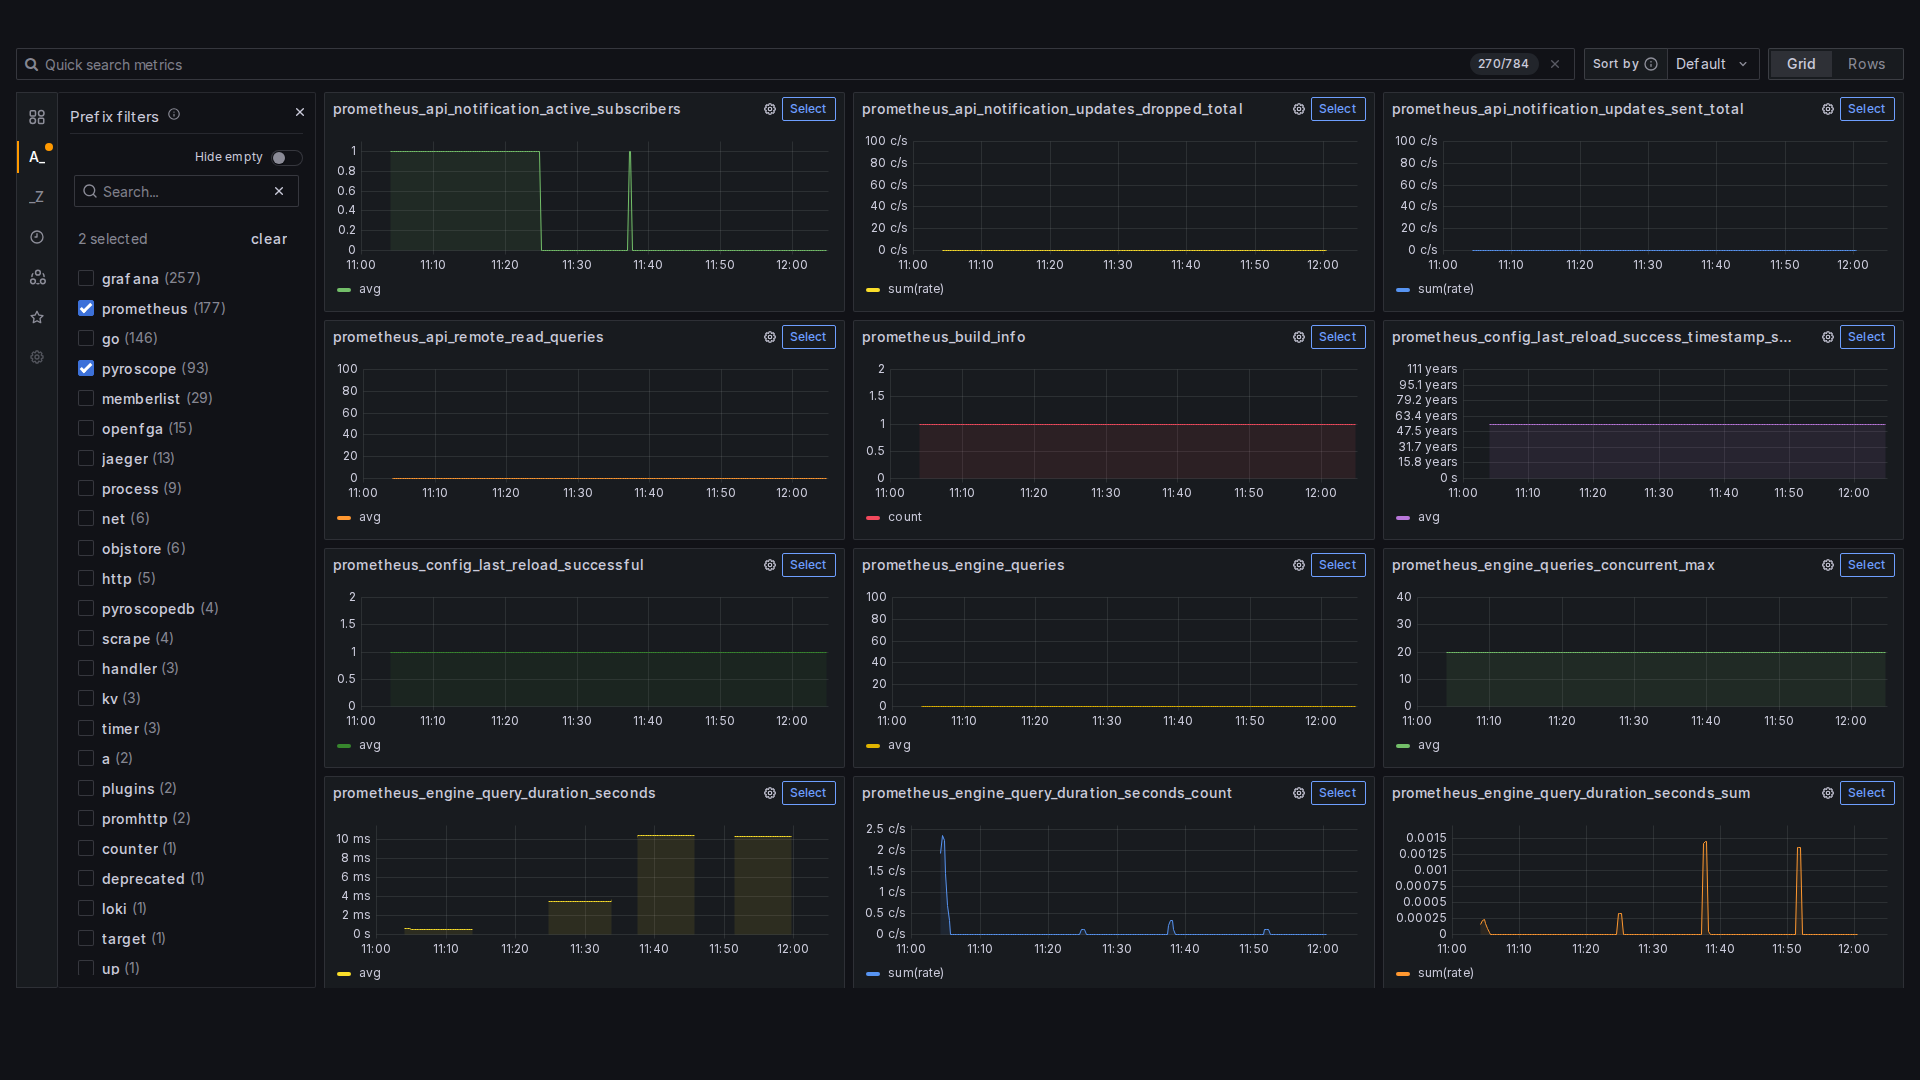 Quick search metrics
270/784
Sort by
Default
Grid
Rows
Prefix filters
Hide empty
A_
_Z
Search...
2 selected
clear
grafana (257)
prometheus (177)
go (146)
pyroscope (93)
memberlist (29)
openfga (15)
jaeger (13)
process (9)
net (6)
objstore (6)
http (5)
pyroscopedb (4)
scrape (4)
handler (3)
kv (3)
timer (3)
a (2)
plugins (2)
promhttp (2)
counter (1)
deprecated (1)
loki (1)
target (1)
up (1)
prometheus_api_notification_active_subscribers
Select
1
0.8
0.6
0.4
0.2
0
11:00 11:10 11:20 11:30 11:40 11:50 12:00
avg
prometheus_api_notification_updates_dropped_total
Select
100 c/s
80 c/s
60 c/s
40 c/s
20 c/s
0 c/s
11:00 11:10 11:20 11:30 11:40 11:50 12:00
sum(rate)
prometheus_api_notification_updates_sent_total
Select
100 c/s
80 c/s
60 c/s
40 c/s
20 c/s
0 c/s
11:00 11:10 11:20 11:30 11:40 11:50 12:00
sum(rate)
prometheus_api_remote_read_queries
Select
100
80
60
40
20
0
11:00 11:10 11:20 11:30 11:40 11:50 12:00
avg
prometheus_build_info
Select
2
1.5
1
0.5
0
11:00 11:10 11:20 11:30 11:40 11:50 12:00
count
prometheus_config_last_reload_success_timestamp_s...
Select
111 years
95.1 years
79.2 years
63.4 years
47.5 years
31.7 years
15.8 years
0 s
11:00 11:10 11:20 11:30 11:40 11:50 12:00
avg
prometheus_config_last_reload_successful
Select
2
1.5
1
0.5
0
11:00 11:10 11:20 11:30 11:40 11:50 12:00
avg
prometheus_engine_queries
Select
100
80
60
40
20
0
11:00 11:10 11:20 11:30 11:40 11:50 12:00
avg
prometheus_engine_queries_concurrent_max
Select
40
30
20
10
0
11:00 11:10 11:20 11:30 11:40 11:50 12:00
avg
prometheus_engine_query_duration_seconds
Select
10 ms
8 ms
6 ms
4 ms
2 ms
0 s
11:00 11:10 11:20 11:30 11:40 11:50 12:00
avg
prometheus_engine_query_duration_seconds_count
Select
2.5 c/s
2 c/s
1.5 c/s
1 c/s
0.5 c/s
0 c/s
11:00 11:10 11:20 11:30 11:40 11:50 12:00
sum(rate)
prometheus_engine_query_duration_seconds_sum
Select
0.0015
0.00125
0.001
0.00075
0.0005
0.00025
0
11:00 11:10 11:20 11:30 11:40 11:50 12:00
sum(rate)